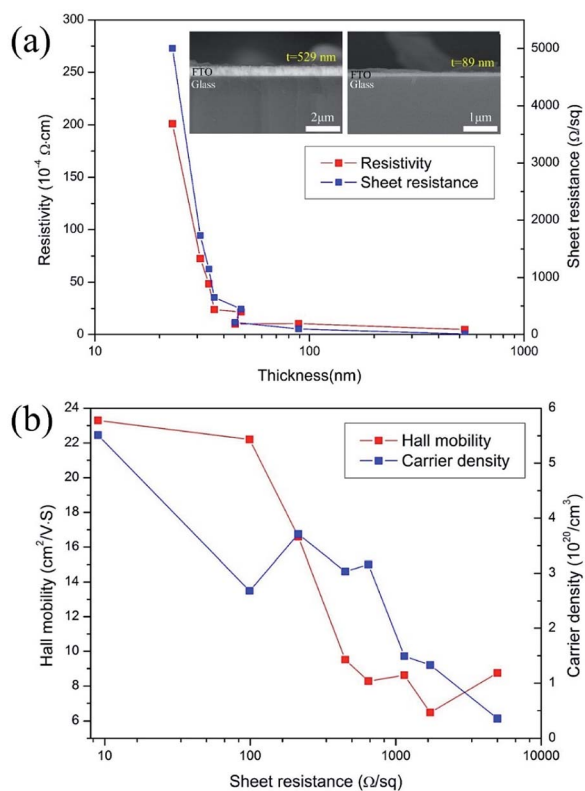 (a)
300
250
200
150
100
50
0
Resistivity (10⁻⁴ Ω·cm)
t=529 nm
FTO
Glass
2μm
t=89 nm
FTO
Glass
1μm
Resistivity
Sheet resistance
5000
4000
3000
2000
1000
0
Sheet resistance (Ω/sq)
10
100
1000
Thickness(nm)
(b)
24
22
20
18
16
14
12
10
8
6
Hall mobility (cm²/V·S)
Hall mobility
Carrier density
6
5
4
3
2
1
0
Carrier density (10²⁰/cm³)
10
100
1000
10000
Sheet resistance (Ω/sq)